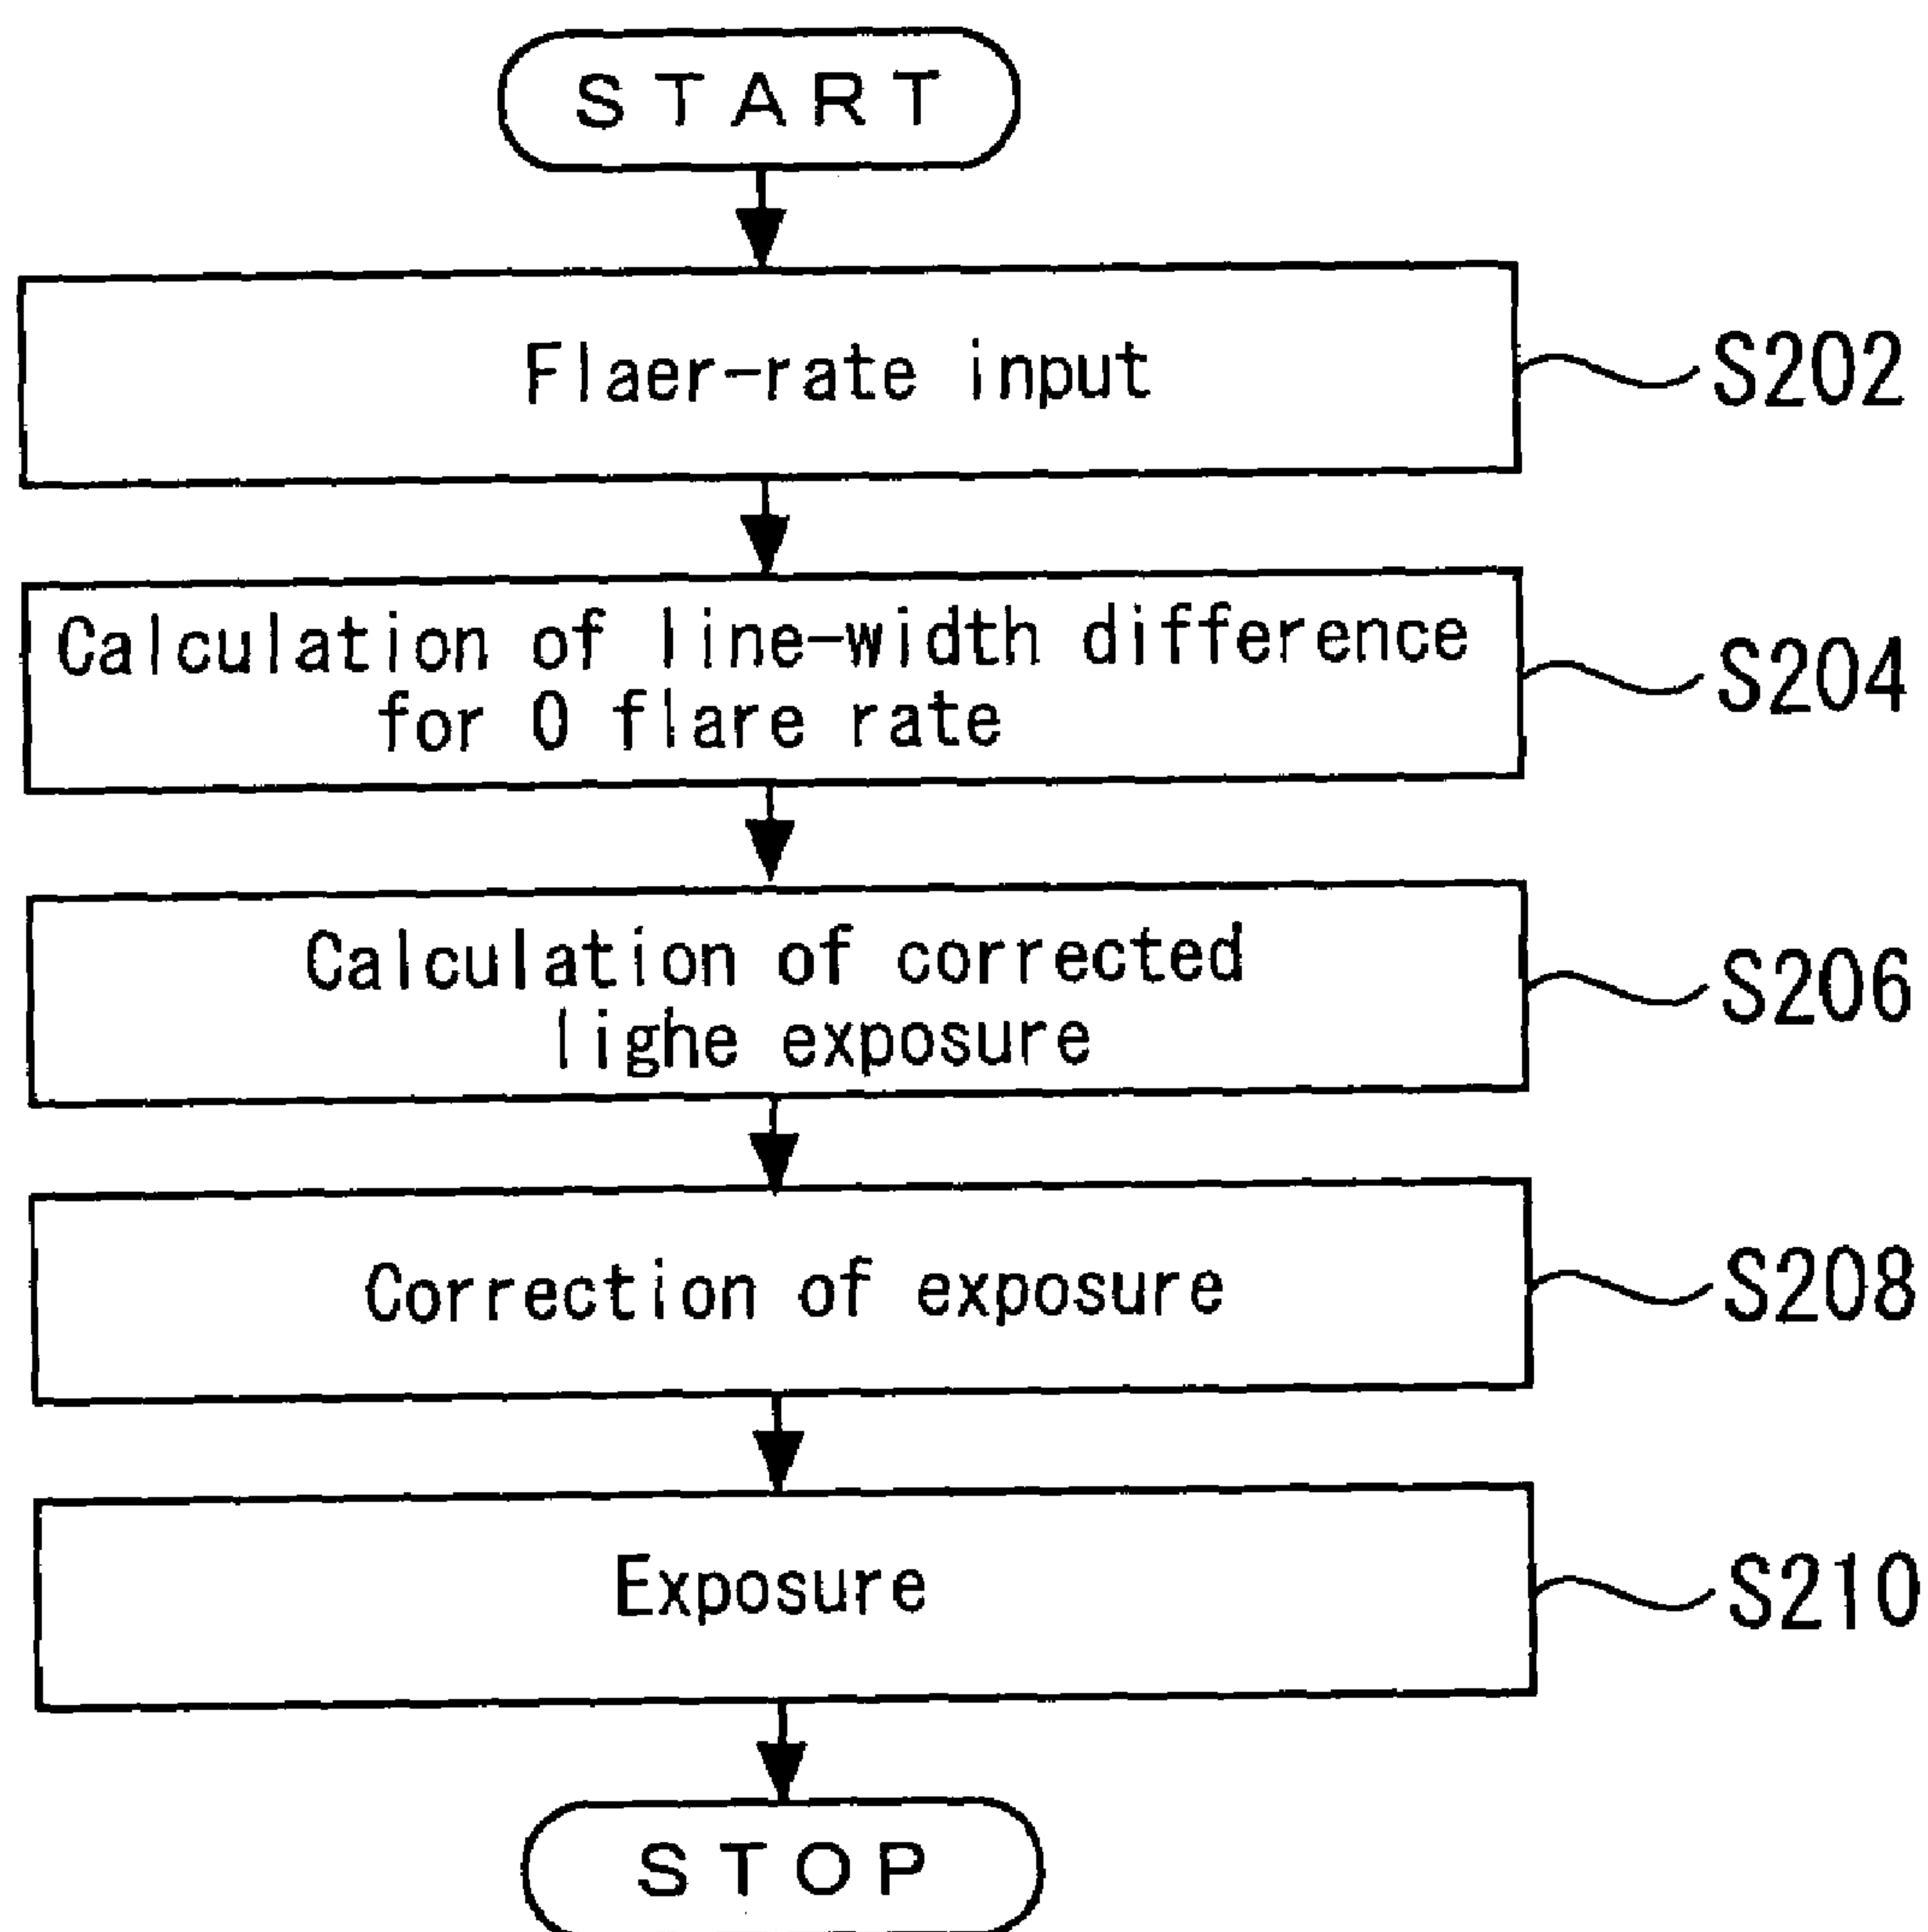 START
Flaer-rate input
S202
Calculation of line-width difference
for 0 flare rate
S204
Calculation of corrected
lighe exposure
S206
Correction of exposure
S208
Exposure
S210
STOP